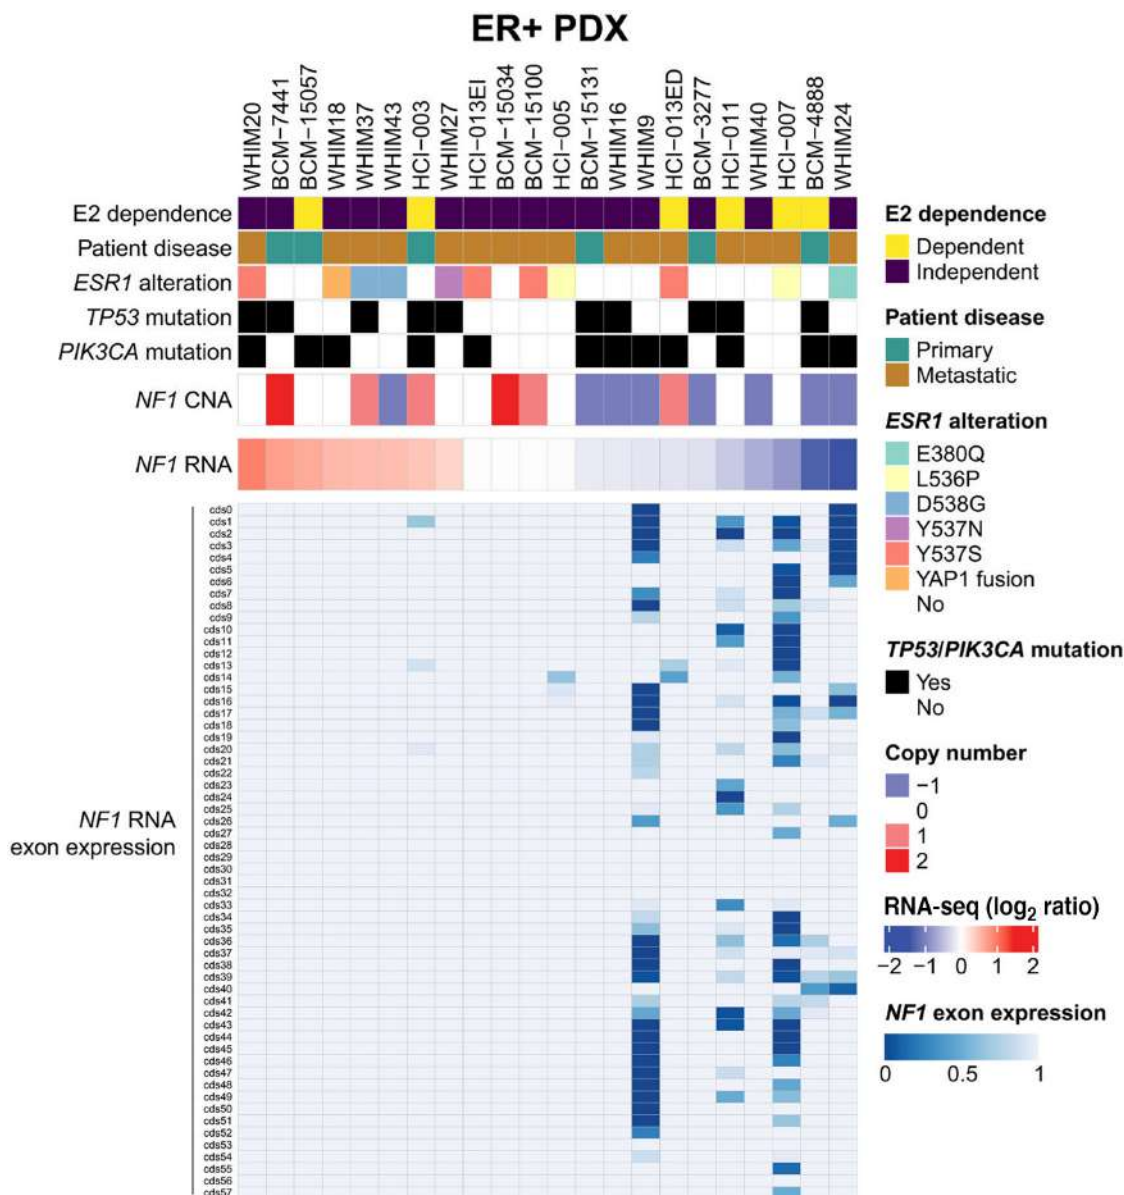 ER+ PDX
WHIM20
BCM-7441
BCM-15057
WHIM18
WHIM37
WHIM43
HCI-003
WHIM27
HCI-013EI
BCM-15034
BCM-15100
HCI-005
BCM-15131
WHIM16
WHIM9
HCI-013ED
BCM-3277
HCI-011
WHIM40
HCI-007
BCM-4888
WHIM24
E2 dependence
Patient disease
ESR1 alteration
TP53 mutation
PIK3CA mutation
NF1 CNA
NF1 RNA
NF1 RNA
exon expression
cds0
cds1
cds2
cds3
cds4
cds5
cds6
cds7
cds8
cds9
cds10
cds11
cds12
cds13
cds14
cds15
cds16
cds17
cds18
cds19
cds20
cds21
cds22
cds23
cds24
cds25
cds26
cds27
cds28
cds29
cds30
cds31
cds32
cds33
cds34
cds35
cds36
cds37
cds38
cds39
cds40
cds41
cds42
cds43
cds44
cds45
cds46
cds47
cds48
cds49
cds50
cds51
cds52
cds53
cds54
cds55
cds56
cds57
E2 dependence
Dependent
Independent
Patient disease
Primary
Metastatic
ESR1 alteration
E380Q
L536P
D538G
Y537N
Y537S
YAP1 fusion
No
TP53/PIK3CA mutation
Yes
No
Copy number
−1
0
1
2
RNA-seq (log2 ratio)
−2 −1 0 1 2
NF1 exon expression
0 0.5 1